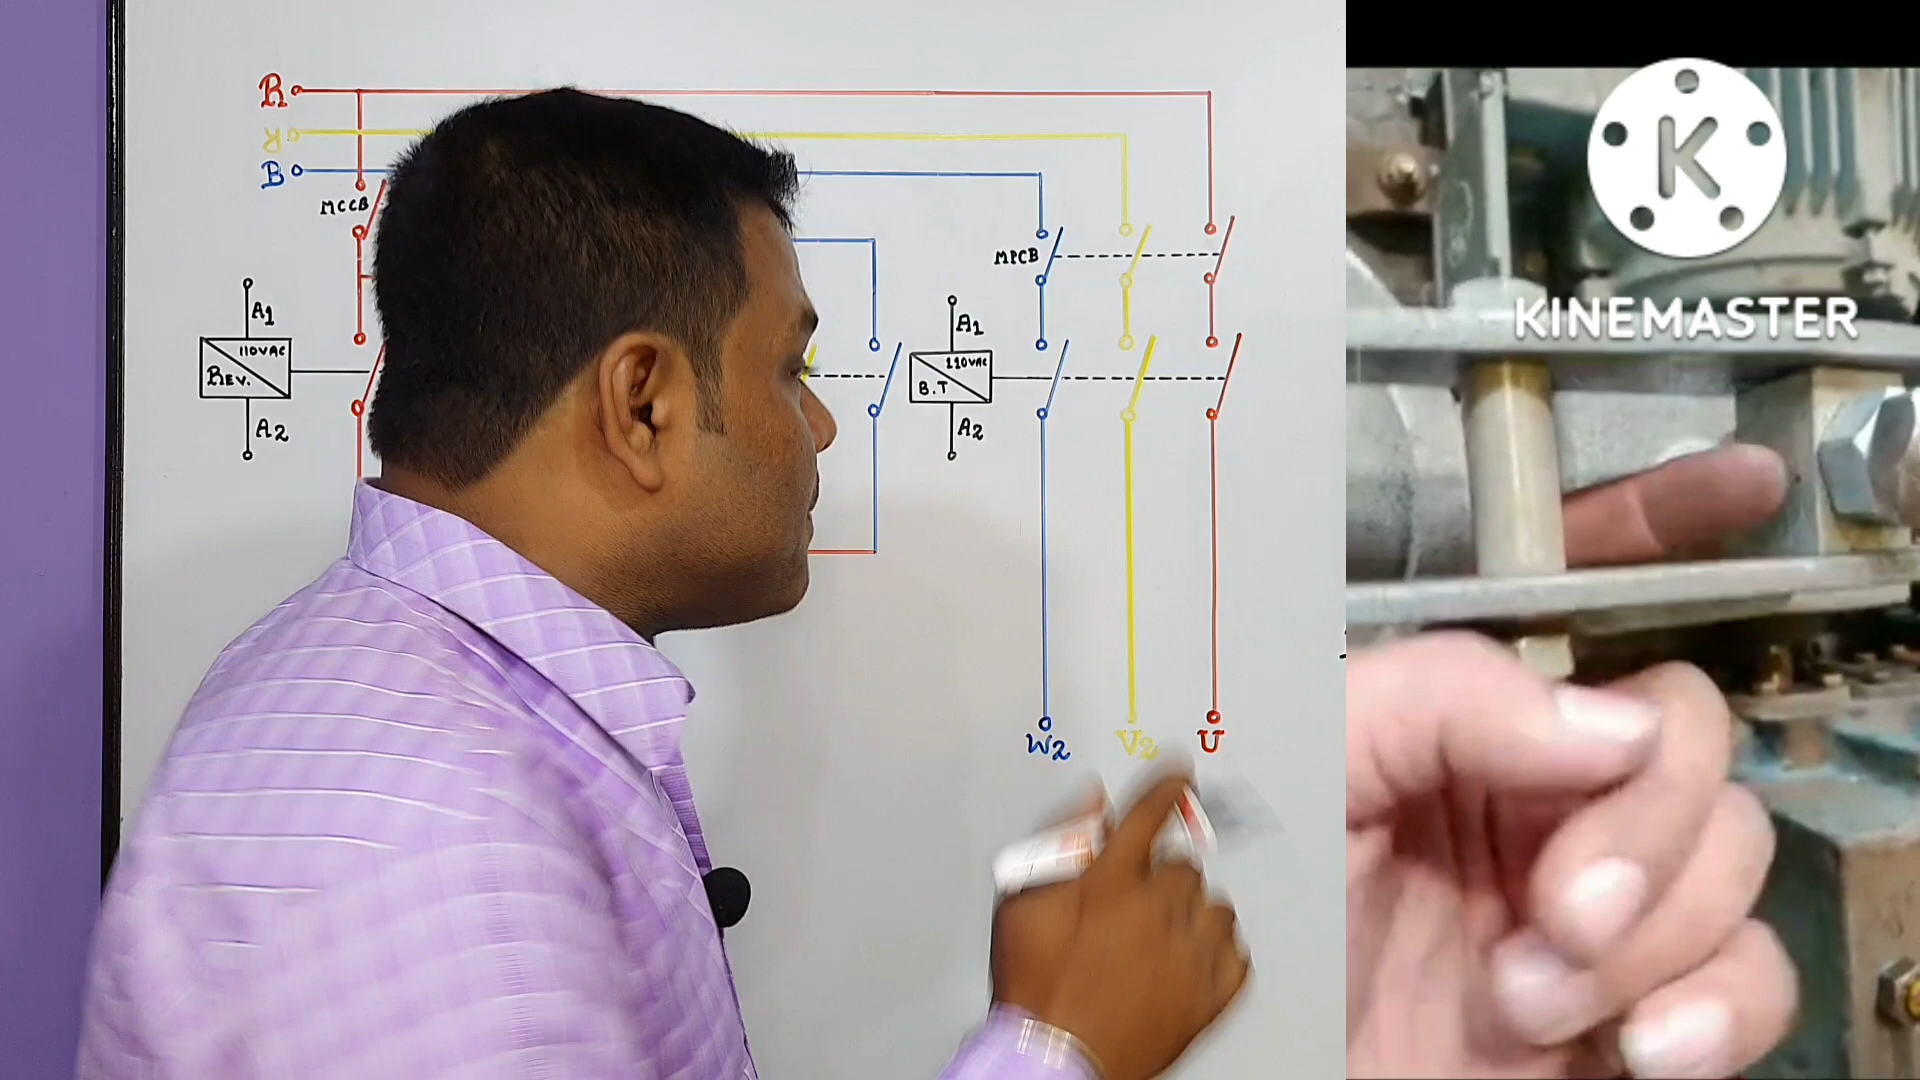 R
Y
B
MCCB
MPCB
A1
110VAC
REV.
A2
A1
110VAC
B.T
A2
W2
V2
U
K
KINEMASTER